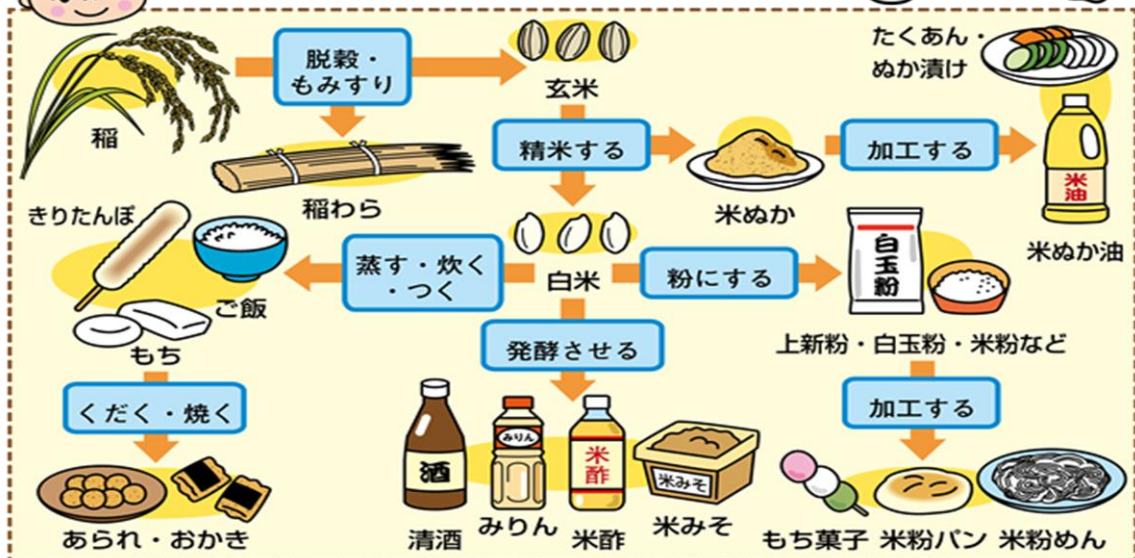 稲
脱穀・
もみすり
玄米
たくあん・
ぬか漬け
稲わら
精米する
米ぬか
加工する
米油
米ぬか油
きりたんぽ
ご飯
もち
蒸す・炊く
・つく
白米
粉にする
白玉粉
上新粉・白玉粉・米粉など
発酵させる
くだく・焼く
あられ・おかき
酒
清酒
みりん
みりん
米酢
米酢
米みそ
米みそ
加工する
もち菓子
米粉パン
米粉めん